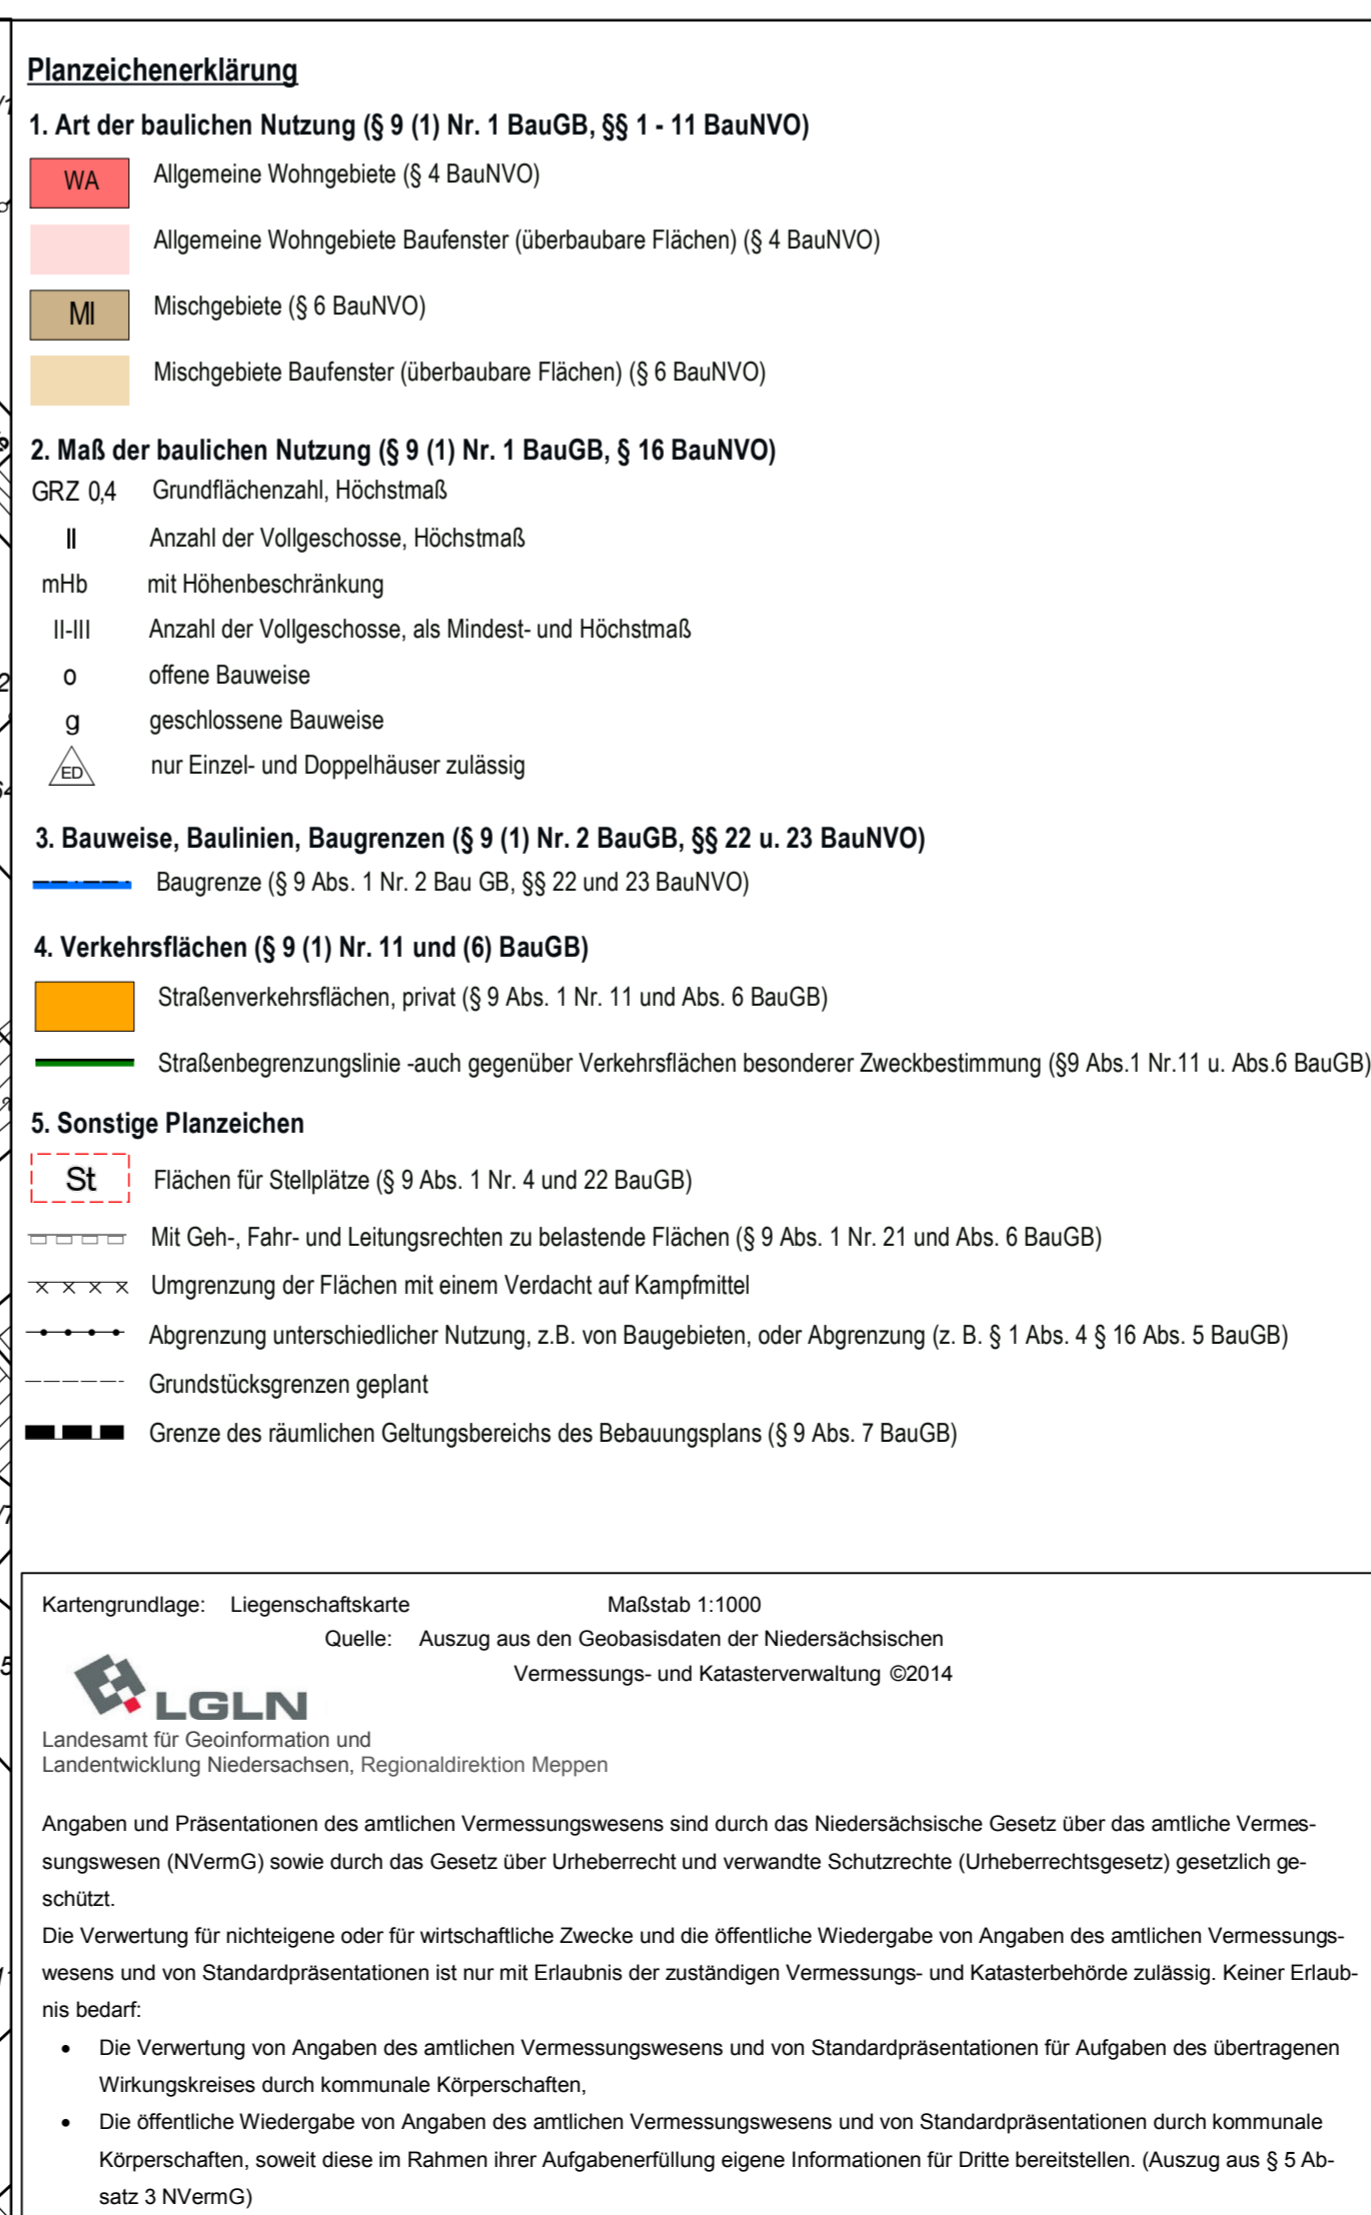 Planzeichenerklärung
1. Art der baulichen Nutzung (§ 9 (1) Nr. 1 BauGB, §§ 1 - 11 BauNVO)
WA Allgemeine Wohngebiete (§ 4 BauNVO)
Allgemeine Wohngebiete Baufenster (überbaubare Flächen) (§ 4 BauNVO)
MI Mischgebiete (§ 6 BauNVO)
Mischgebiete Baufenster (überbaubare Flächen) (§ 6 BauNVO)
2. Maß der baulichen Nutzung (§ 9 (1) Nr. 1 BauGB, § 16 BauNVO)
GRZ 0,4 Grundflächenzahl, Höchstmaß
II Anzahl der Vollgeschosse, Höchstmaß
mHb mit Höhenbeschränkung
II-III Anzahl der Vollgeschosse, als Mindest- und Höchstmaß
o offene Bauweise
g geschlossene Bauweise
ED nur Einzel- und Doppelhäuser zulässig
3. Bauweise, Baulinien, Baugrenzen (§ 9 (1) Nr. 2 BauGB, §§ 22 u. 23 BauNVO)
Baugrenze (§ 9 Abs. 1 Nr. 2 Bau GB, §§ 22 und 23 BauNVO)
4. Verkehrsflächen (§ 9 (1) Nr. 11 und (6) BauGB)
Straßenverkehrsflächen, privat (§ 9 Abs. 1 Nr. 11 und Abs. 6 BauGB)
Straßenbegrenzungslinie -auch gegenüber Verkehrsflächen besonderer Zweckbestimmung (§9 Abs.1 Nr.11 u. Abs.6 BauGB)
5. Sonstige Planzeichen
St Flächen für Stellplätze (§ 9 Abs. 1 Nr. 4 und 22 BauGB)
Mit Geh-, Fahr- und Leitungsrechten zu belastende Flächen (§ 9 Abs. 1 Nr. 21 und Abs. 6 BauGB)
Umgrenzung der Flächen mit einem Verdacht auf Kampfmittel
Abgrenzung unterschiedlicher Nutzung, z.B. von Baugebieten, oder Abgrenzung (z. B. § 1 Abs. 4 § 16 Abs. 5 BauGB)
Grundstücksgrenzen geplant
Grenze des räumlichen Geltungsbereichs des Bebauungsplans (§ 9 Abs. 7 BauGB)
Kartengrundlage: Liegenschaftskarte Maßstab 1:1000
Quelle: Auszug aus den Geobasisdaten der Niedersächsischen
Vermessungs- und Katasterverwaltung ©2014
LGLN
Landesamt für Geoinformation und
Landentwicklung Niedersachsen, Regionaldirektion Meppen
Angaben und Präsentationen des amtlichen Vermessungswesens sind durch das Niedersächsische Gesetz über das amtliche Vermes-
sungswesen (NVermG) sowie durch das Gesetz über Urheberrecht und verwandte Schutzrechte (Urheberrechtsgesetz) gesetzlich ge-
schützt.
Die Verwertung für nichteigene oder für wirtschaftliche Zwecke und die öffentliche Wiedergabe von Angaben des amtlichen Vermessungs-
wesens und von Standardpräsentationen ist nur mit Erlaubnis der zuständigen Vermessungs- und Katasterbehörde zulässig. Keiner Erlaub-
nis bedarf:
• Die Verwertung von Angaben des amtlichen Vermessungswesens und von Standardpräsentationen für Aufgaben des übertragenen
Wirkungskreises durch kommunale Körperschaften,
• Die öffentliche Wiedergabe von Angaben des amtlichen Vermessungswesens und von Standardpräsentationen durch kommunale
Körperschaften, soweit diese im Rahmen ihrer Aufgabenerfüllung eigene Informationen für Dritte bereitstellen. (Auszug aus § 5 Ab-
satz 3 NVermG)